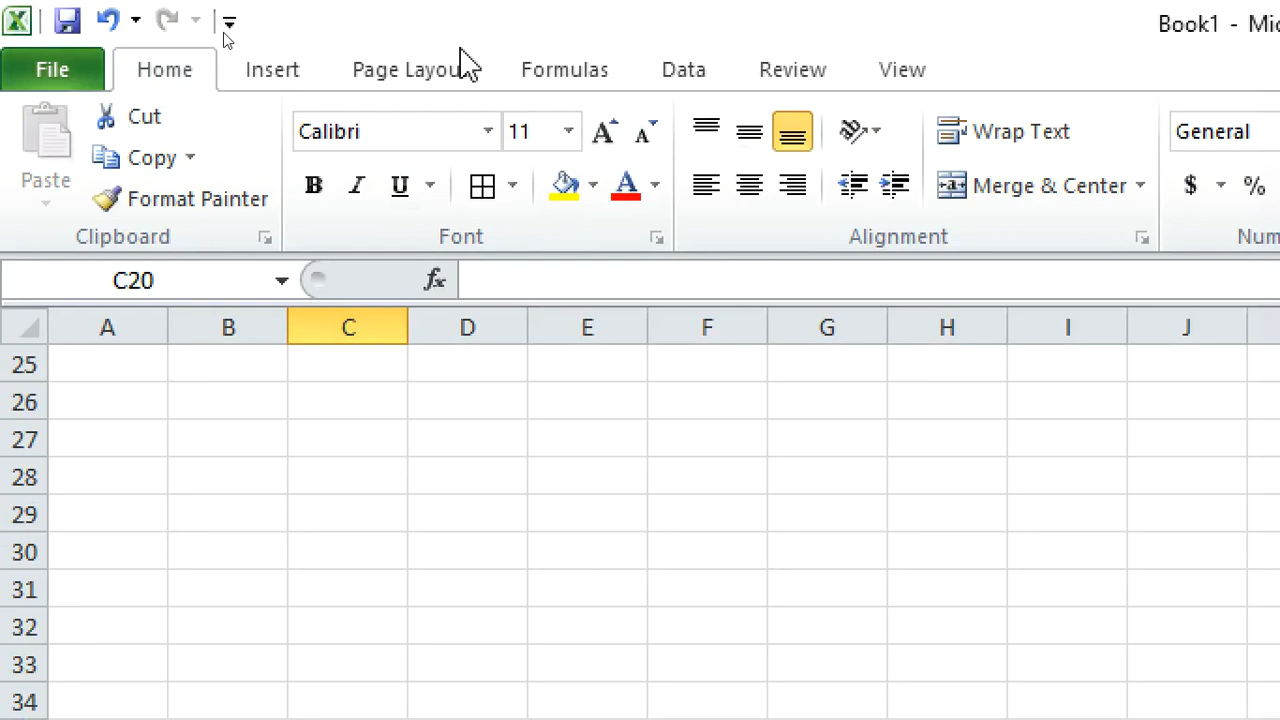 Book1 - Mic
File Home Insert Page Layou Formulas Data Review View
Paste
Cut
Copy
Format Painter
Calibri 11
B I U A
Wrap Text
Merge & Center
General
$ %
Clipboard Font Alignment Num
C20 fx
A B C D E F G H I J
25
26
27
28
29
30
31
32
33
34